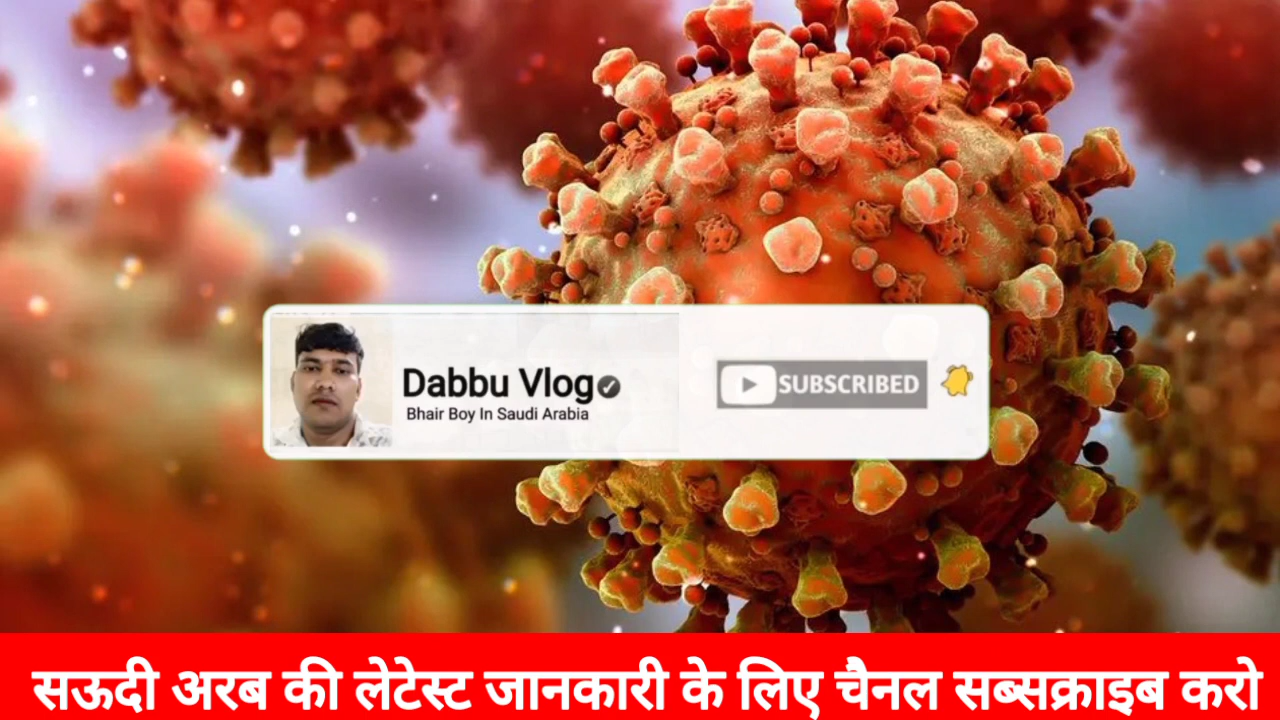 Dabbu Vlog
Bhair Boy In Saudi Arabia
SUBSCRIBED
सऊदी अरब की लेटेस्ट जानकारी के लिए चैनल सब्सक्राइब करो